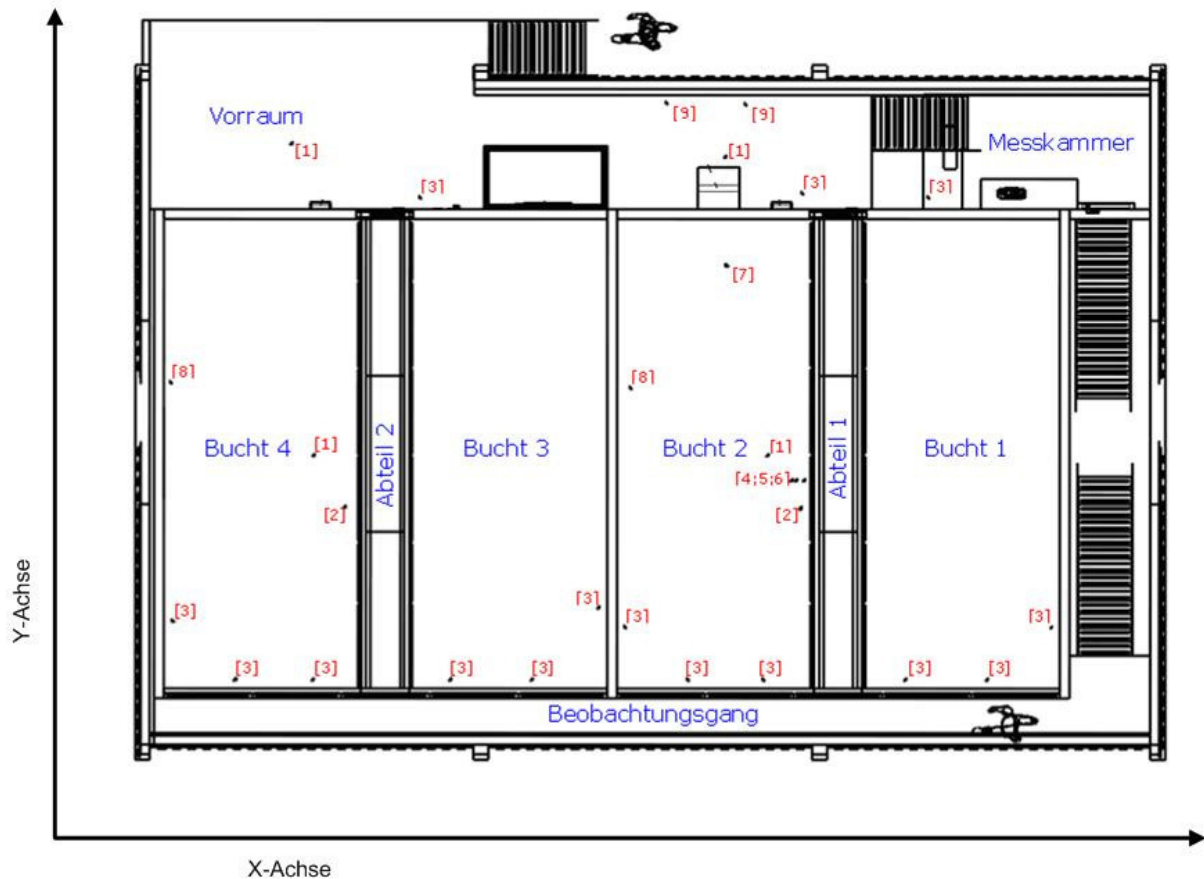 Vorraum
[9]
[9]
[1]
[1]
Messkammer
[3]
[3]
[3]
[7]
[8]
[8]
Bucht 4
[1]
Abteil 2
Bucht 3
Bucht 2
[1]
Abteil 1
Bucht 1
[4;5;6]
[2]
[2]
[3]
[3]
[3]
[3]
[3]
[3]
[3]
[3]
[3]
[3]
[3]
[3]
Beobachtungsgang
Y-Achse
X-Achse